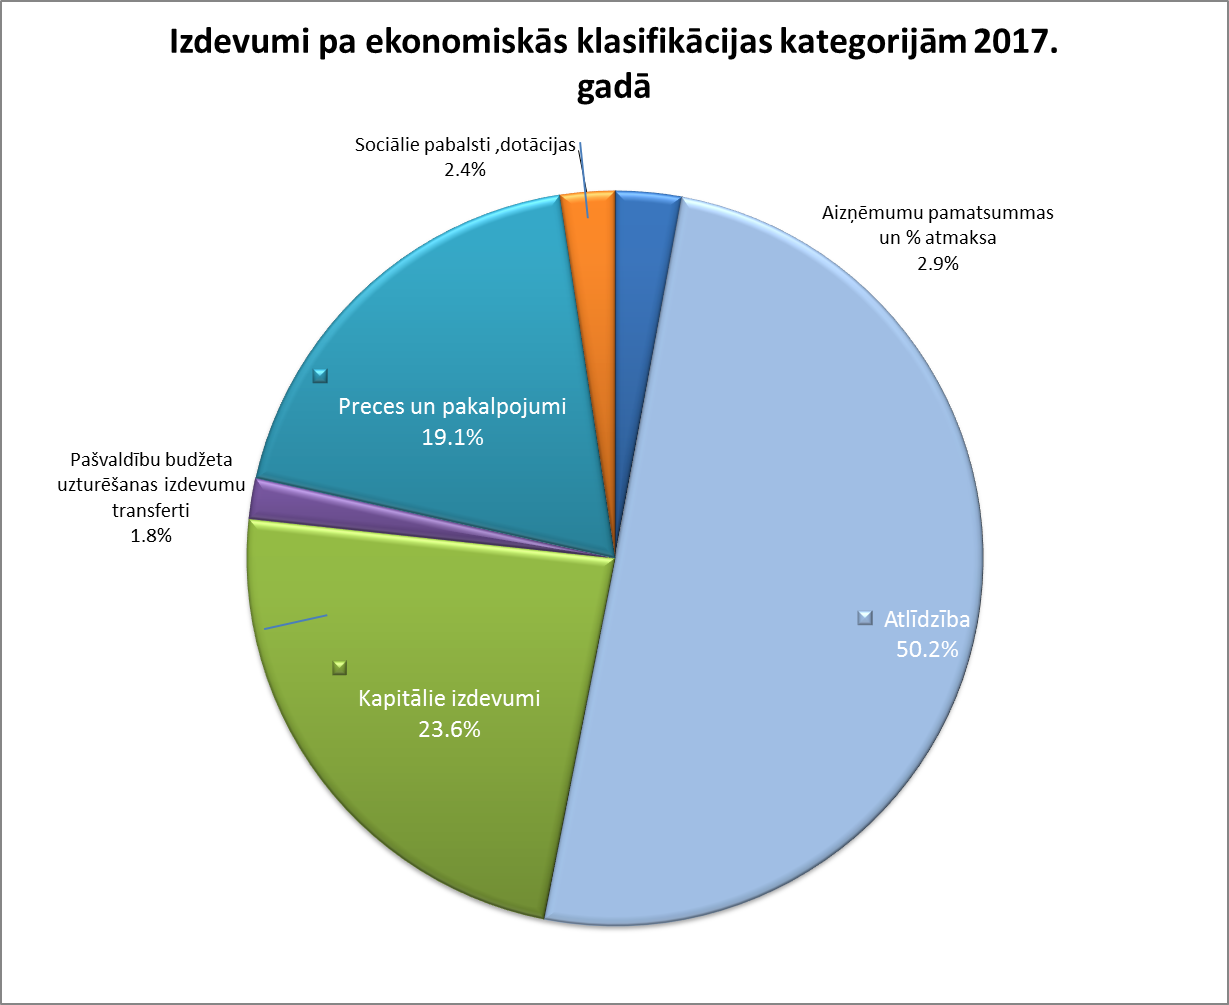 Izdevumi pa ekonomiskās klasifikācijas kategorijām 2017.
gadā
Sociālie pabalsti ,dotācijas
2.4%
Aizņēmumu pamatsummas
un % atmaksa
2.9%
Preces un pakalpojumi
19.1%
Pašvaldību budžeta
uzturēšanas izdevumu
transferti
1.8%
Atlīdzība
50.2%
Kapitālie izdevumi
23.6%